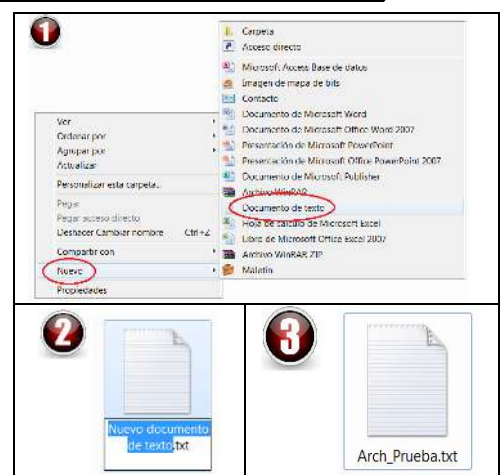 1
Carpeta
Acceso directo
Microsoft Access Base de datos
Imagen de mapa de bits
Contacto
Documento de Microsoft Word
Documento de Microsoft Office Word 2007
Presentación de Microsoft PowerPoint
Presentación de Microsoft Office PowerPoint 2007
Documento de Microsoft Publisher
Archivo WinRAR
Documento de texto
Hoja de cálculo de Microsoft Excel
Libro de Microsoft Office Excel 2007
Archivo WinRAR ZIP
Maletín
Ver
Ordenar por
Agrupar por
Actualizar
Personalizar esta carpeta...
Pegar
Pegar acceso directo
Deshacer Cambiar nombre Ctrl+Z
Compartir con
Nuevo
Propiedades
2
Nuevo documento
de texto.txt
3
Arch_Prueba.txt